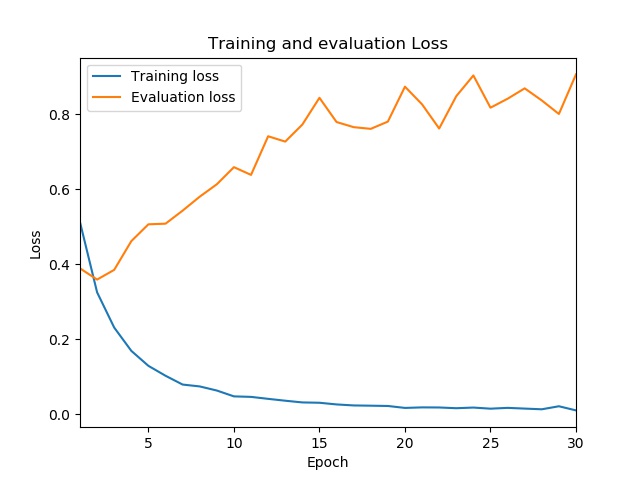 Training and evaluation Loss
Training loss
Evaluation loss
Loss
0.8
0.6
0.4
0.2
0.0
5 10 15 20 25 30
Epoch